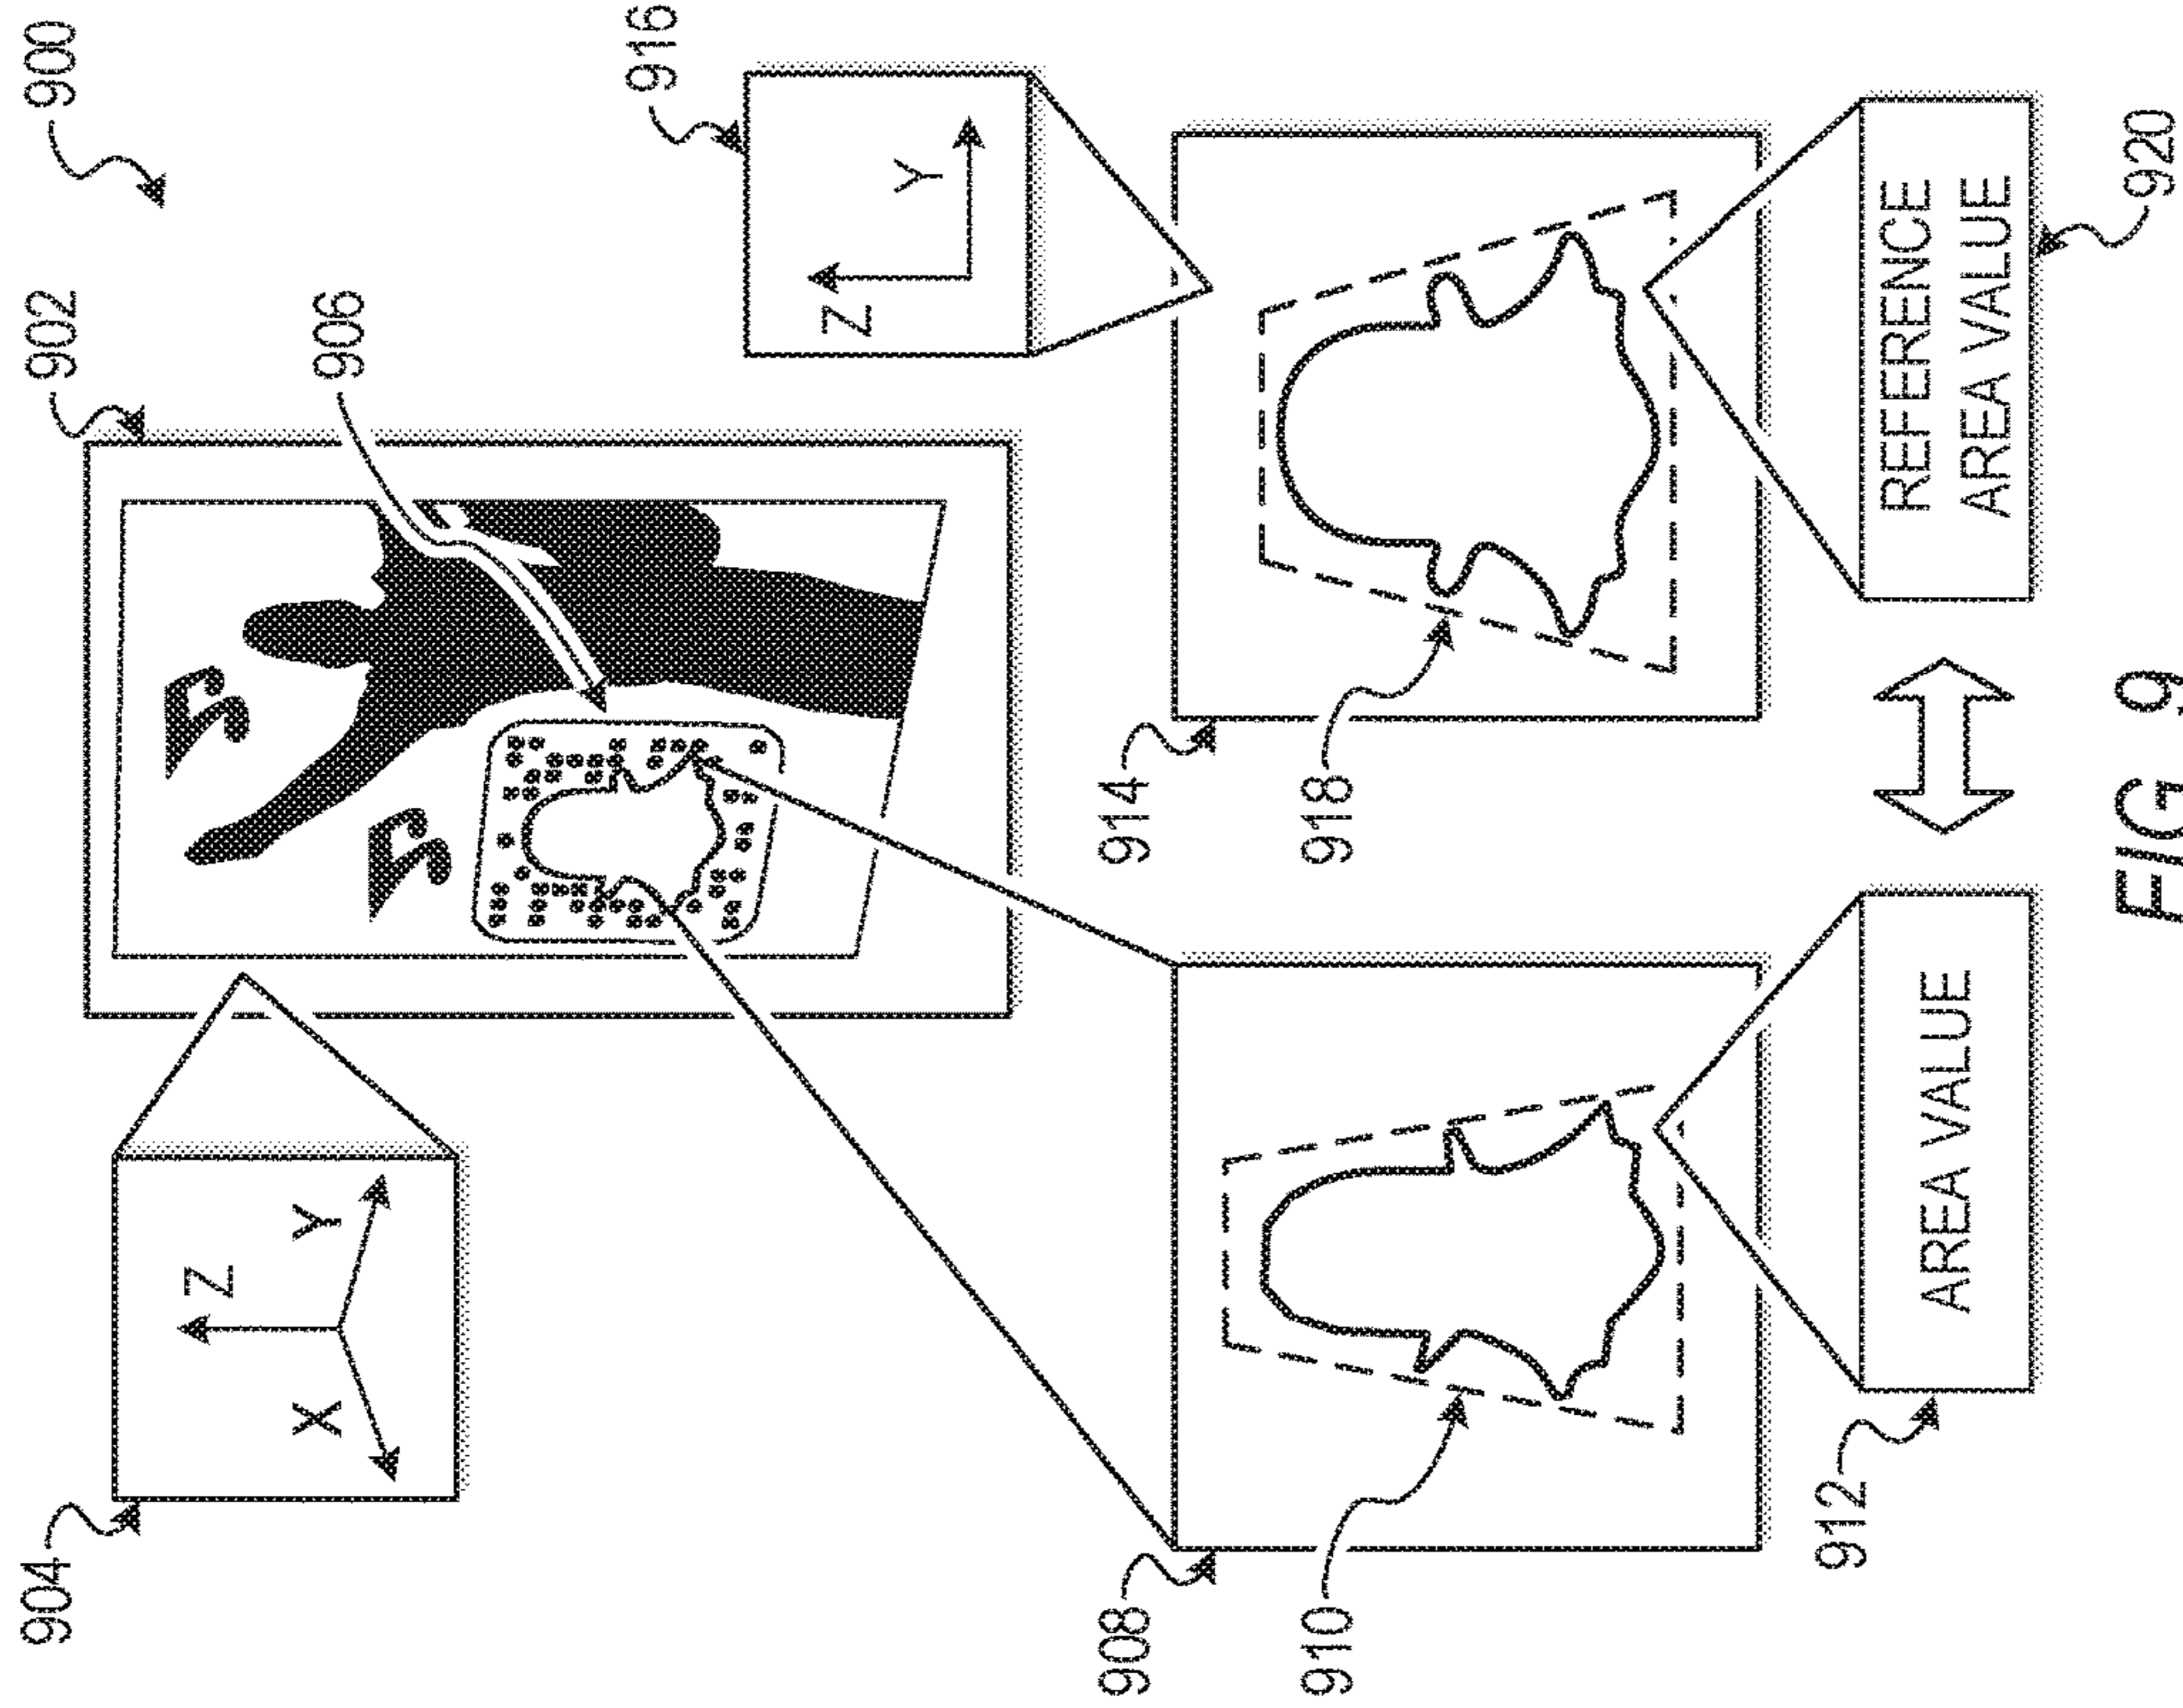 904
902
900
Z
X
Y
906
916
Z
Y
908
914
910
918
912
AREA VALUE
REFERENCE
AREA VALUE
920
FIG. 9